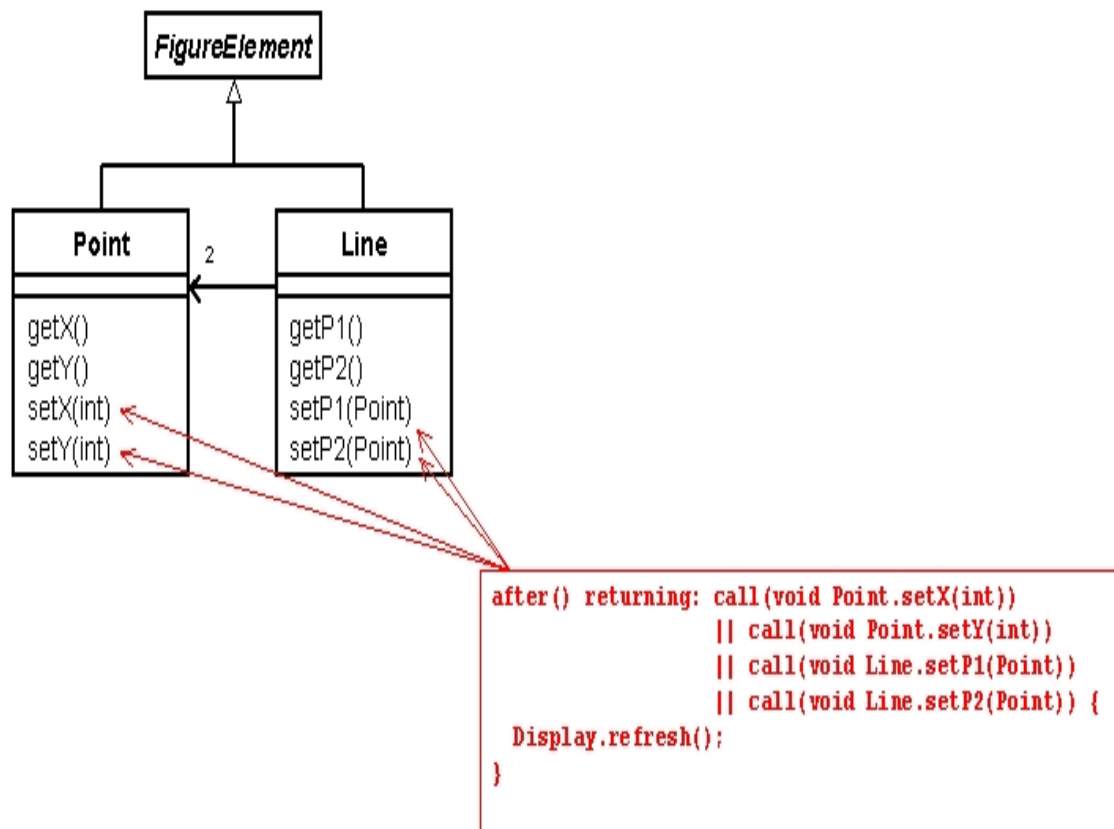 FigureElement
Point
2
Line
getX()
getY()
setX(int)
setY(int)
getP1()
getP2()
setP1(Point)
setP2(Point)
after() returning: call(void Point.setX(int))
|| call(void Point.setY(int))
|| call(void Line.setP1(Point))
|| call(void Line.setP2(Point)) {
Display.refresh();
}